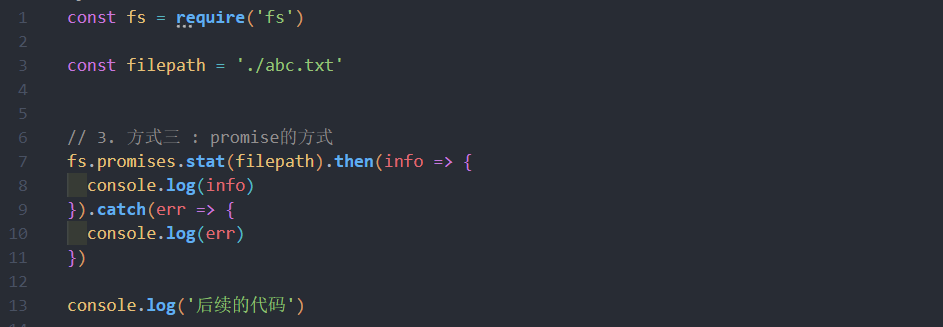 1 const fs = require('fs')
2
3 const filepath = './abc.txt'
4
5
6 // 3. 方式三 : promise的方式
7 fs.promises.stat(filepath).then(info => {
8   console.log(info)
9 }).catch(err => {
10   console.log(err)
11 })
12
13 console.log('后续的代码')